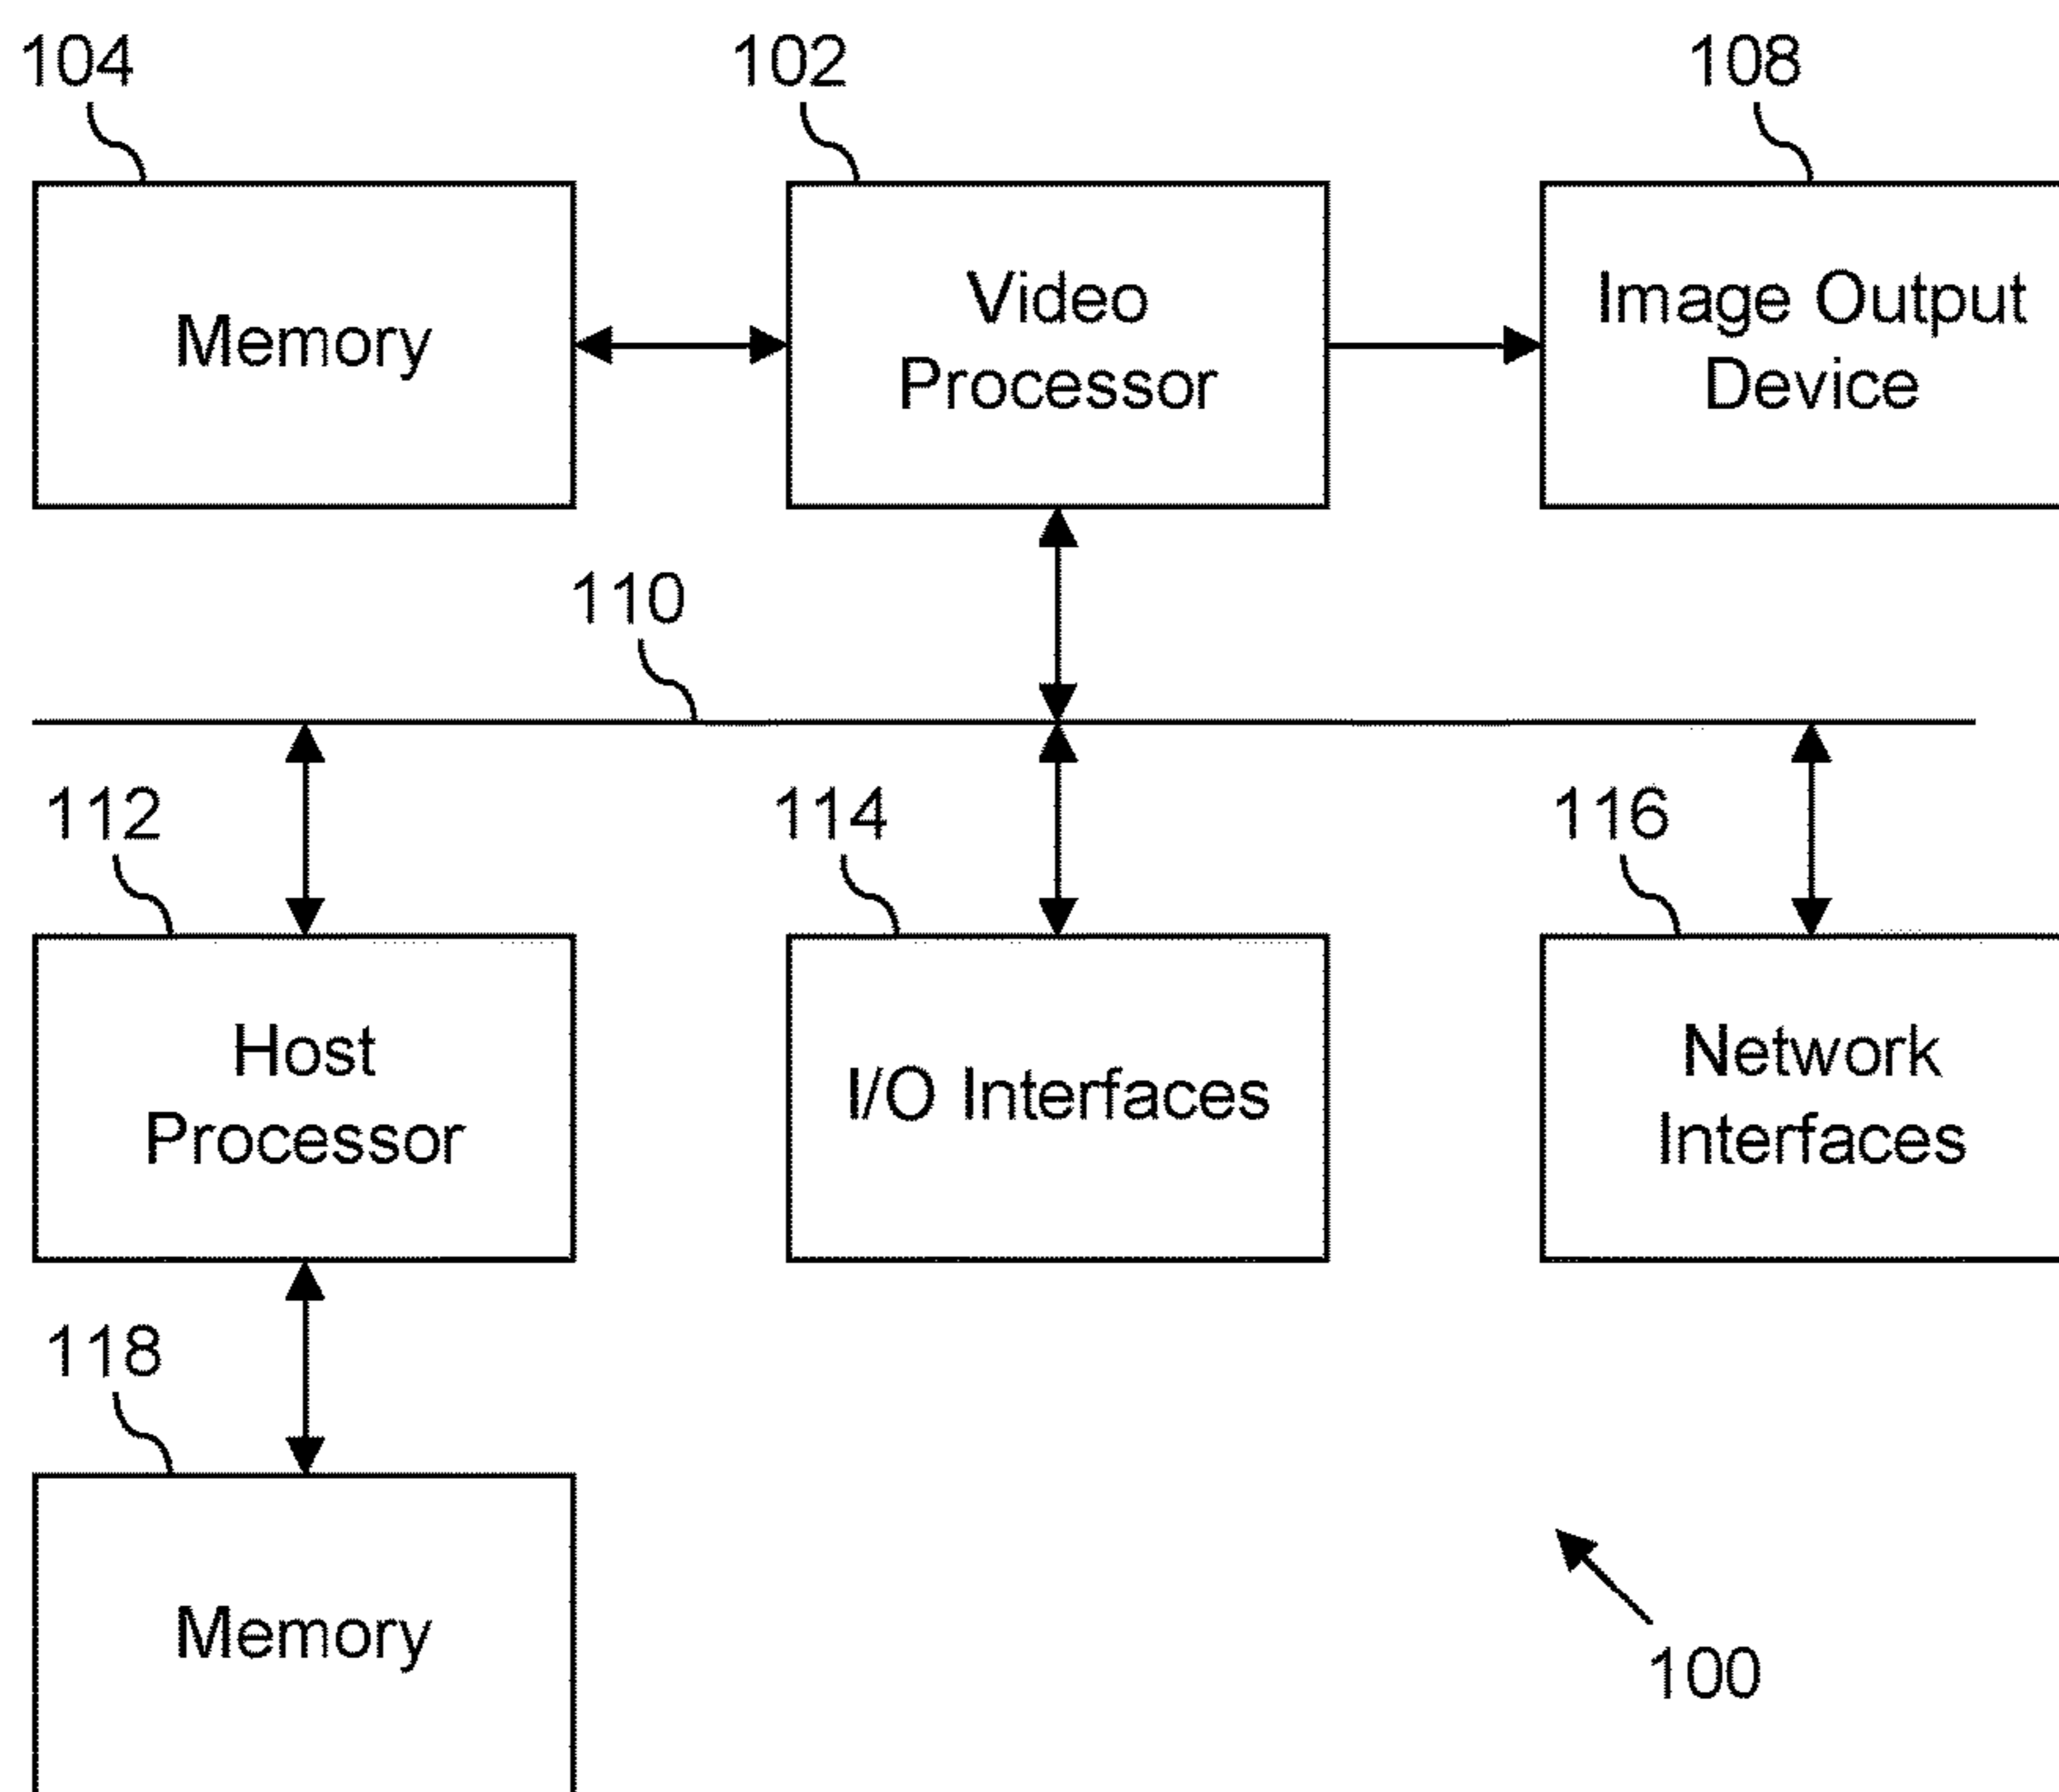 104
102
108
Memory
Video
Processor
Image Output
Device
110
112
114
116
Host
Processor
I/O Interfaces
Network
Interfaces
118
Memory
100